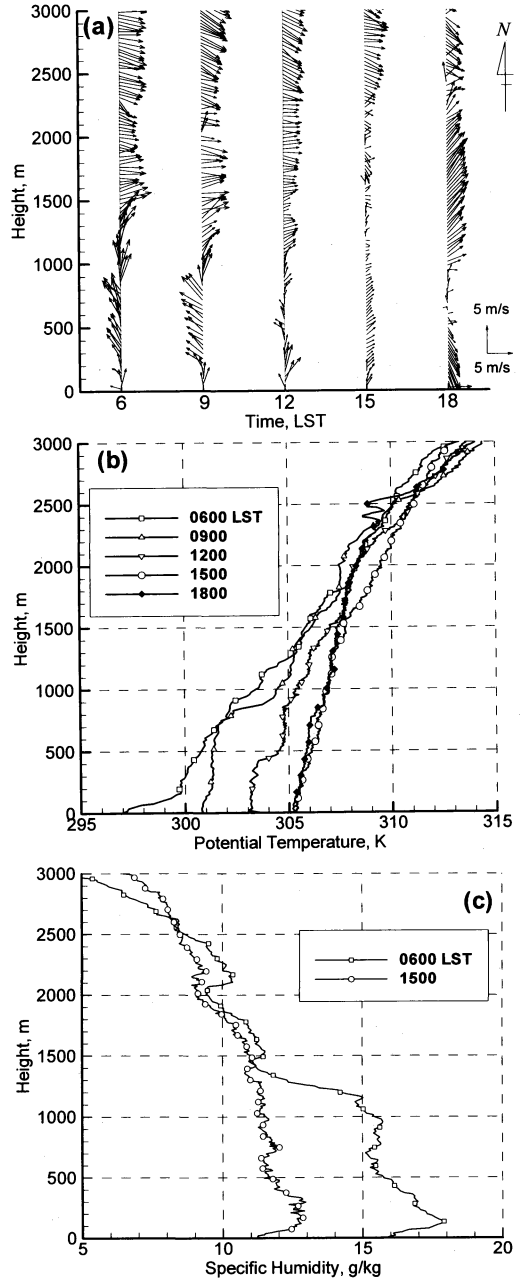 3000
(a)
N
2500
2000
1500
1000
500
0
Height, m
5 m/s
5 m/s
6 9 12 15 18
Time, LST
3000
(b)
2500
2000
1500
1000
500
0
Height, m
0600 LST
0900
1200
1500
1800
295 300 305 310 315
Potential Temperature, K
3000
(c)
2500
2000
1500
1000
500
0
Height, m
0600 LST
1500
5 10 15 20
Specific Humidity, g/kg